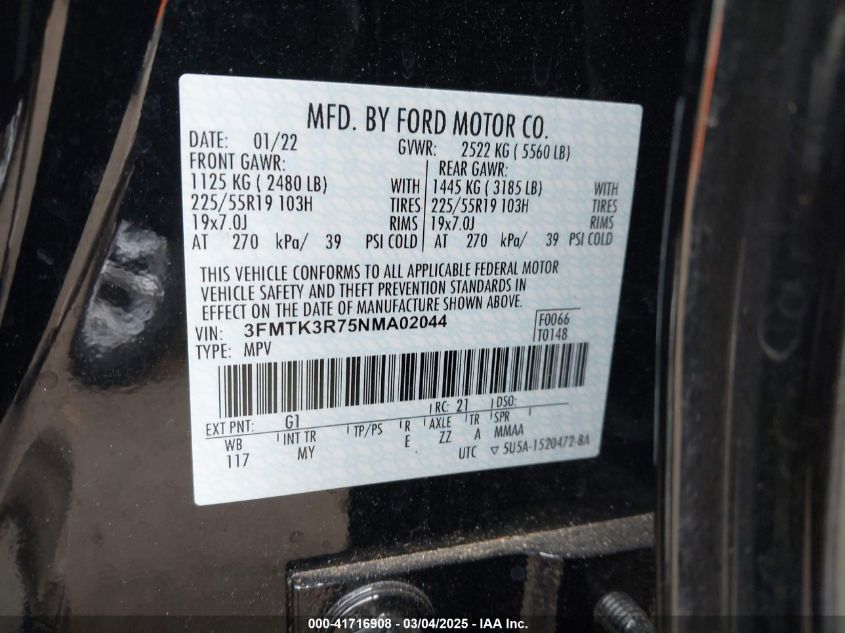 MFD. BY FORD MOTOR CO.
DATE: 01/22 GVWR: 2522 KG ( 5560 LB)
FRONT GAWR: REAR GAWR:
1125 KG ( 2480 LB) WITH 1445 KG ( 3185 LB) WITH
225/55R19 103H TIRES 225/55R19 103H TIRES
19x7.0J RIMS 19x7.0J RIMS
AT 270 kPa/ 39 PSI COLD AT 270 kPa/ 39 PSI COLD
THIS VEHICLE CONFORMS TO ALL APPLICABLE FEDERAL MOTOR
VEHICLE SAFETY AND THEFT PREVENTION STANDARDS IN
EFFECT ON THE DATE OF MANUFACTURE SHOWN ABOVE.
VIN: 3FMTK3R75NMA02044 F0066
TYPE: MPV T0148
EXT PNT: G1 RC: 21 DSO:
WB INT TR TP/PS R AXLE TR SPR
117 MY E ZZ A MMAA
UTC ▽ 5U5A-1520472-BA
000-41716908 - 03/04/2025 - IAA Inc.